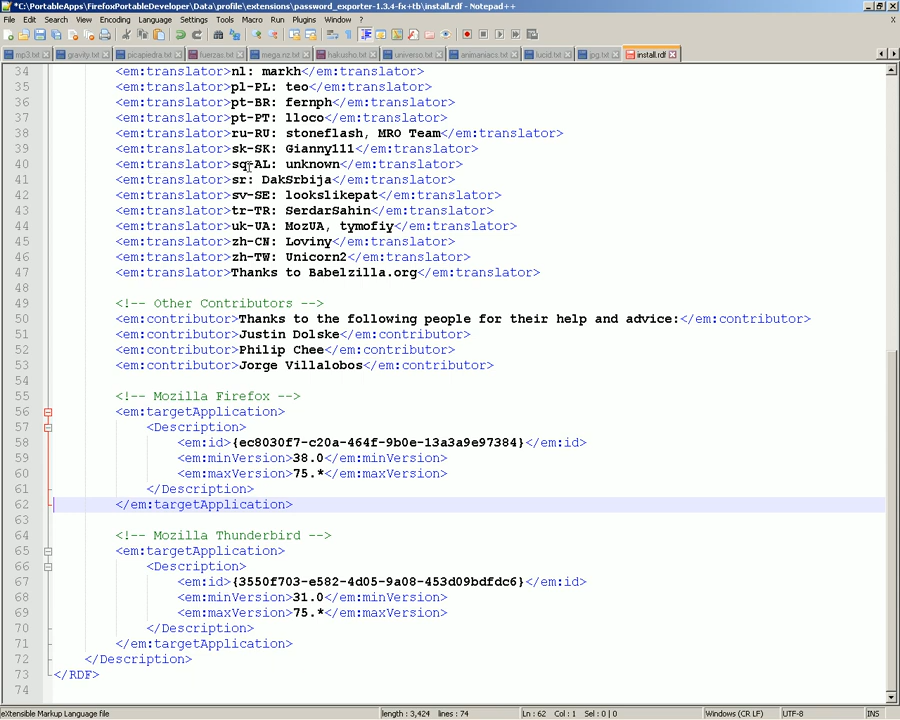 *C:\PortableApps\FirefoxPortableDeveloper\Data\profile\extensions\password_exporter-1.3.4-fx+tb\install.rdf - Notepad++
File Edit Search View Encoding Language Settings Tools Macro Run Plugins Window ?
mp3.txt gravity.txt picapiedra.txt fuerzac.txt mega.nz.txt hakusho.txt universo.txt animaniacs.txt lucid.txt jpg.txt install.rdf
34 <em:translator>nl: markh</em:translator>
35 <em:translator>pl-PL: teo</em:translator>
36 <em:translator>pt-BR: fernph</em:translator>
37 <em:translator>pt-PT: lloco</em:translator>
38 <em:translator>ru-RU: stoneflash, MRO Team</em:translator>
39 <em:translator>sk-SK: Gianny111</em:translator>
40 <em:translator>sq-AL: unknown</em:translator>
41 <em:translator>sr: DakSrbija</em:translator>
42 <em:translator>sv-SE: lookslikepat</em:translator>
43 <em:translator>tr-TR: SerdarSahin</em:translator>
44 <em:translator>uk-UA: MozUA, tymofiy</em:translator>
45 <em:translator>zh-CN: Loviny</em:translator>
46 <em:translator>zh-TW: Unicorn2</em:translator>
47 <em:translator>Thanks to Babelzilla.org</em:translator>
48
49 <!-- Other Contributors -->
50 <em:contributor>Thanks to the following people for their help and advice:</em:contributor>
51 <em:contributor>Justin Dolske</em:contributor>
52 <em:contributor>Philip Chee</em:contributor>
53 <em:contributor>Jorge Villalobos</em:contributor>
54
55 <!-- Mozilla Firefox -->
56 <em:targetApplication>
57 <Description>
58 <em:id>{ec8030f7-c20a-464f-9b0e-13a3a9e97384}</em:id>
59 <em:minVersion>38.0</em:minVersion>
60 <em:maxVersion>75.*</em:maxVersion>
61 </Description>
62 </em:targetApplication>
63
64 <!-- Mozilla Thunderbird -->
65 <em:targetApplication>
66 <Description>
67 <em:id>{3550f703-e582-4d05-9a08-453d09bdfdc6}</em:id>
68 <em:minVersion>31.0</em:minVersion>
69 <em:maxVersion>75.*</em:maxVersion>
70 </Description>
71 </em:targetApplication>
72 </Description>
73 </RDF>
74
eXtensible Markup Language file length : 3,424 lines : 74 Ln : 62 Col : 1 Sel : 0 | 0 Windows (CR LF) UTF-8 INS